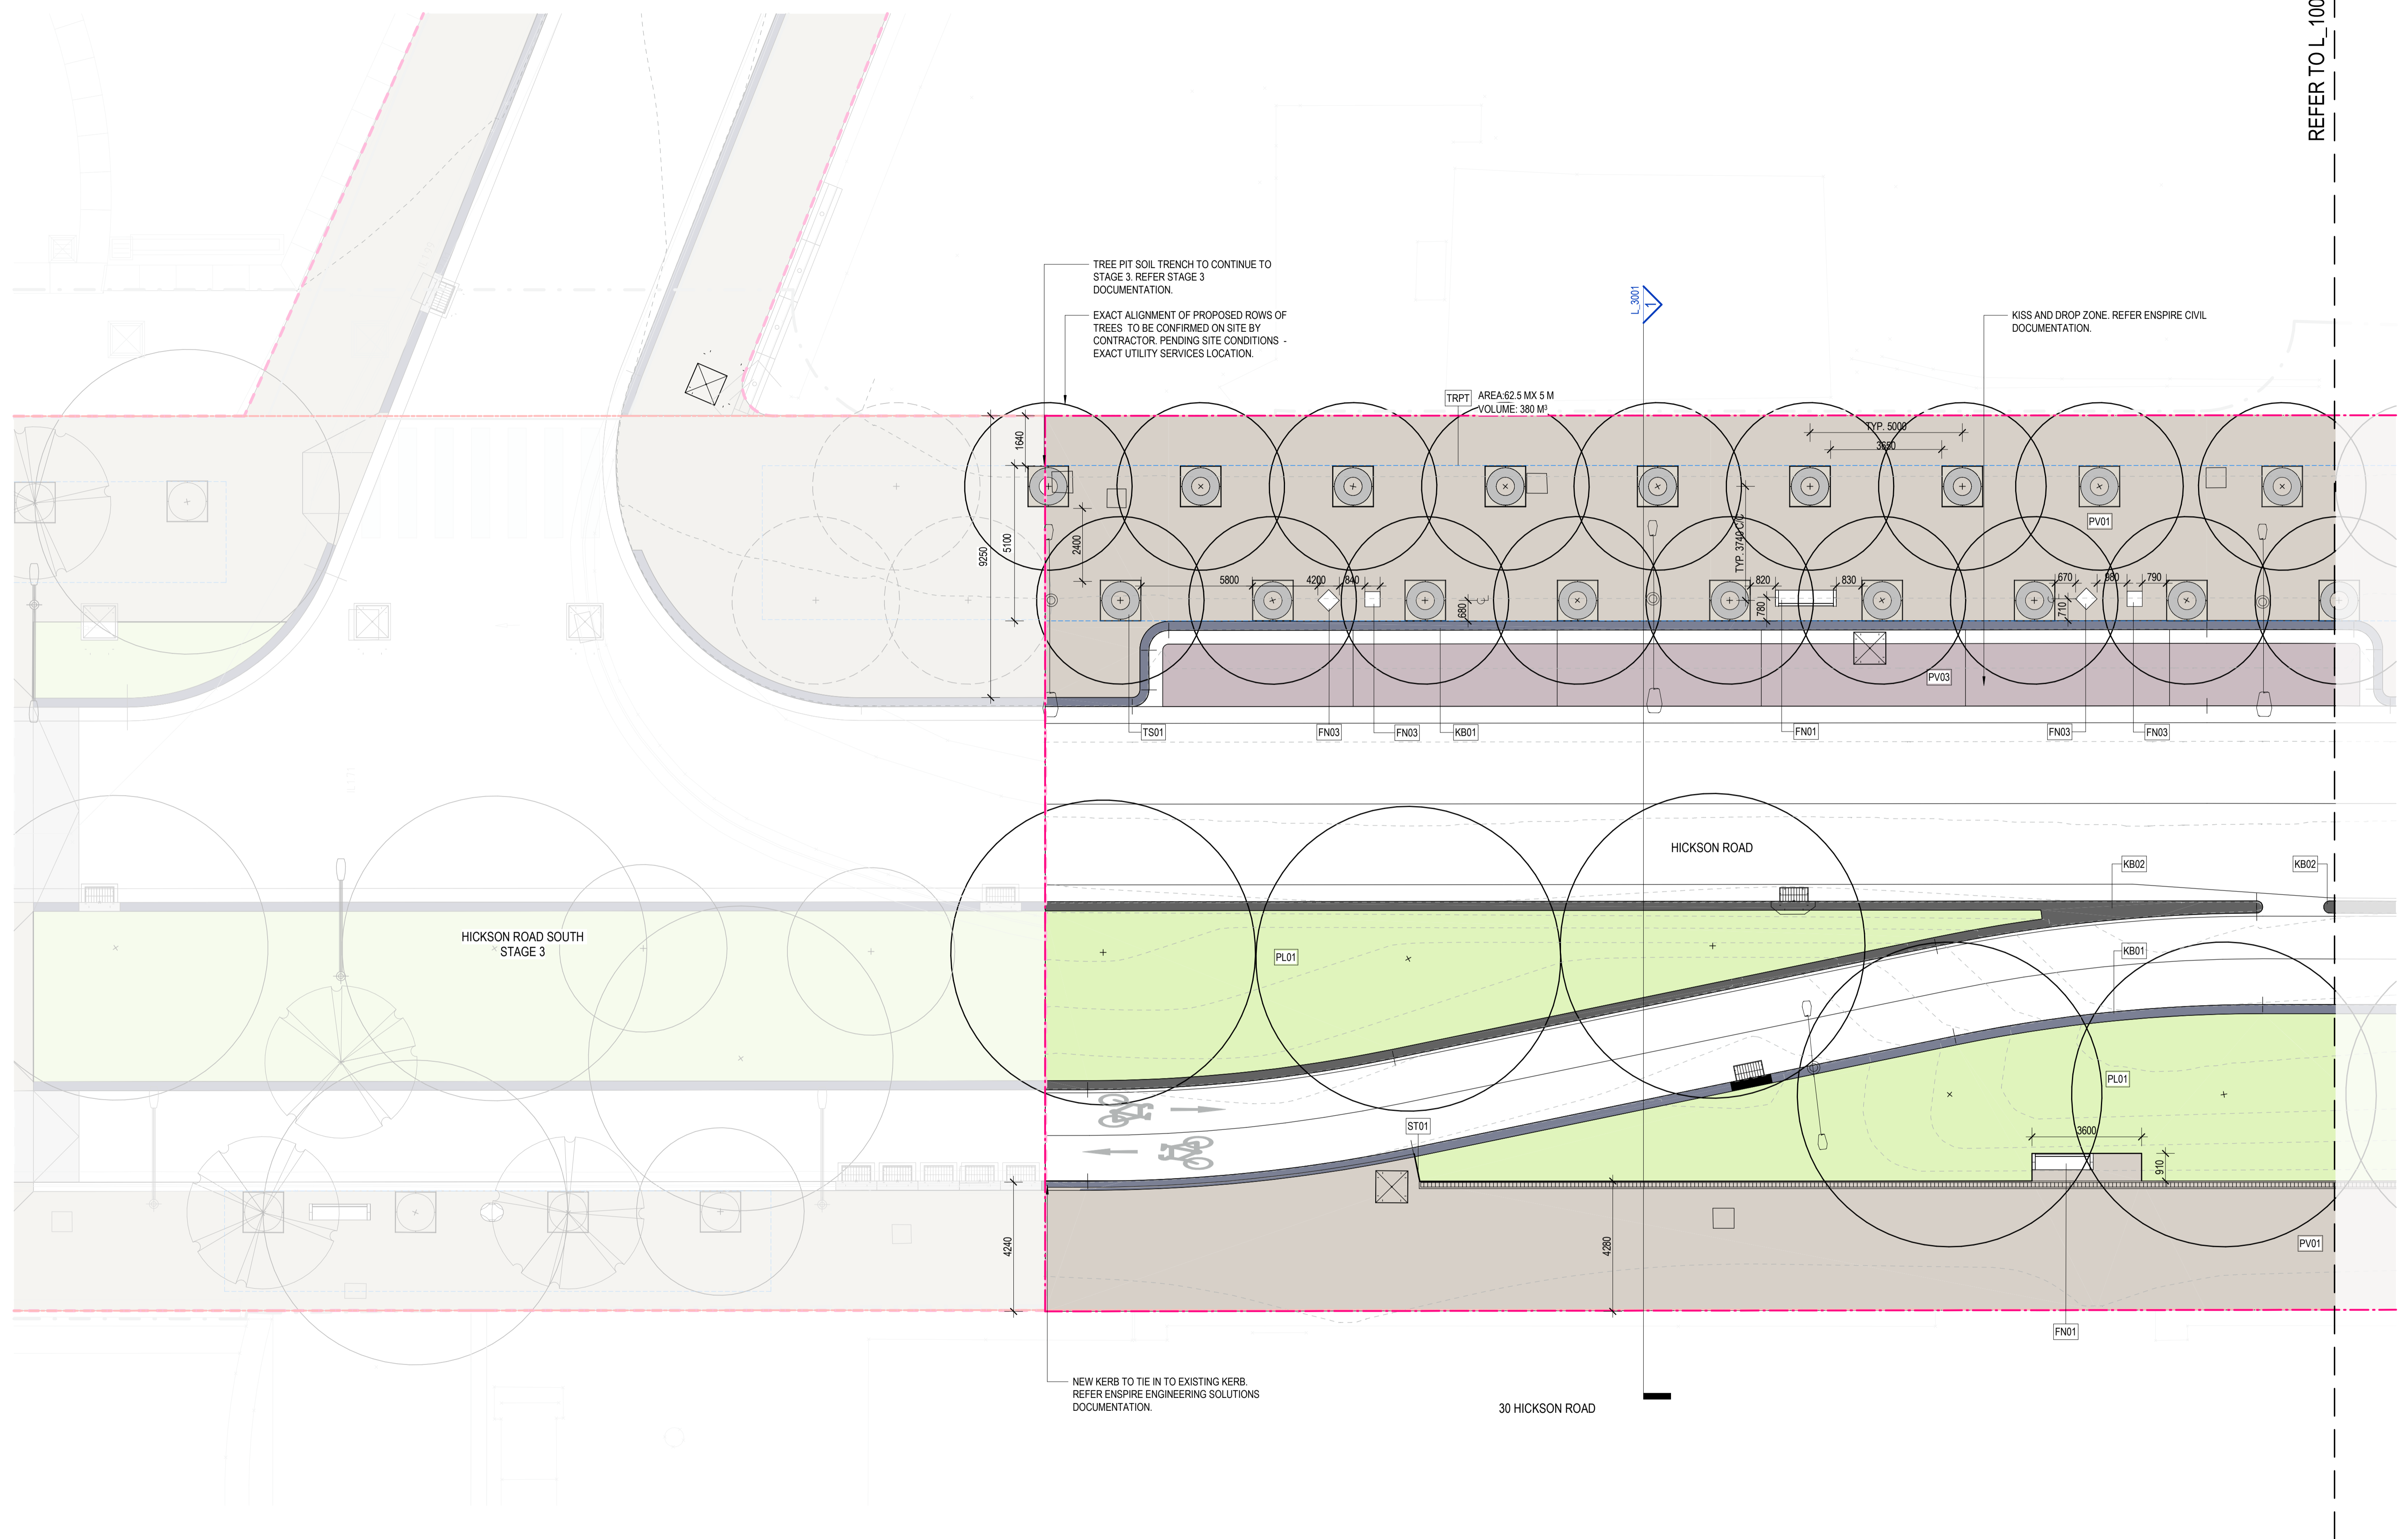 REFER TO L_100
TREE PIT SOIL TRENCH TO CONTINUE TO
STAGE 3. REFER STAGE 3
DOCUMENTATION.
EXACT ALIGNMENT OF PROPOSED ROWS OF
TREES TO BE CONFIRMED ON SITE BY
CONTRACTOR. PENDING SITE CONDITIONS -
EXACT UTILITY SERVICES LOCATION.
L_3001
1
KISS AND DROP ZONE. REFER ENSPIRE CIVIL
DOCUMENTATION.
TRPT
AREA:62.5 MX 5 M
VOLUME: 380 M³
1640
TYP. 5000
3650
9250
5100
2400
TYP. 3740 C/C
PV01
5800
4200
840
680
820
780
830
670
710
980
790
PV03
TS01
FN03
FN03
KB01
FN01
FN03
FN03
HICKSON ROAD
KB02
KB02
HICKSON ROAD SOUTH
STAGE 3
PL01
KB01
PL01
ST01
3600
910
4240
4280
PV01
FN01
NEW KERB TO TIE IN TO EXISTING KERB.
REFER ENSPIRE ENGINEERING SOLUTIONS
DOCUMENTATION.
30 HICKSON ROAD